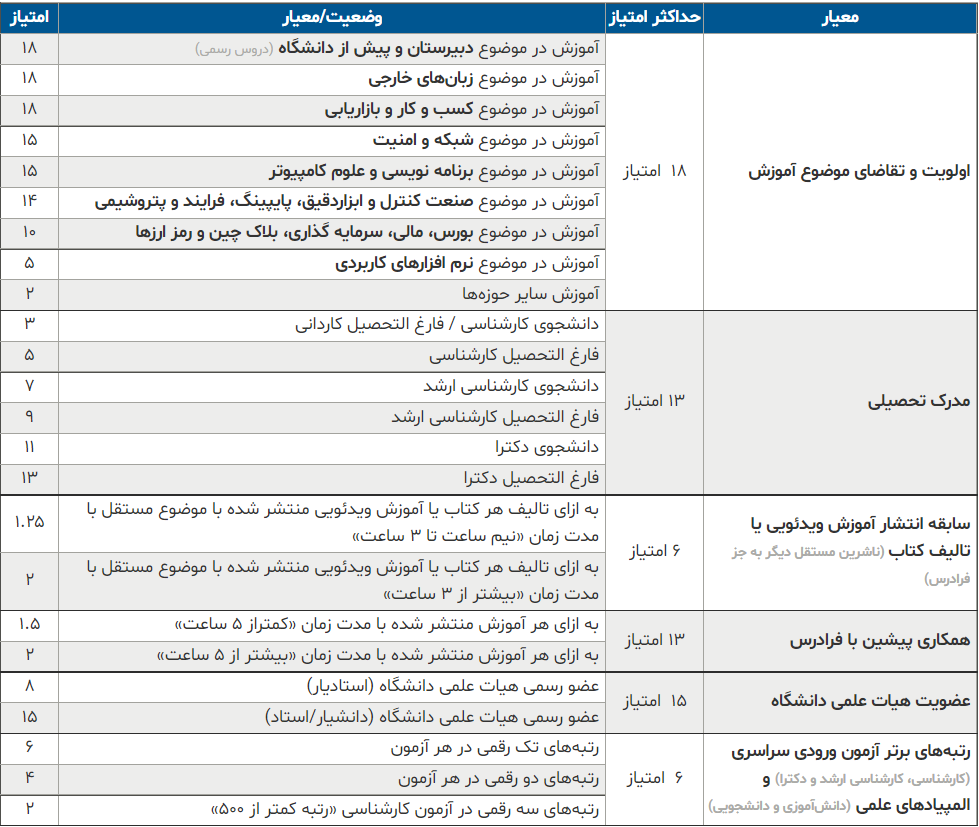 معیار	حداکثر امتیاز	وضعیت/معیار	امتیاز
اولویت و تقاضای موضوع آموزش	۱۸ امتیاز	آموزش در موضوع دبیرستان و پیش از دانشگاه (دروس رسمی)	۱۸
آموزش در موضوع زبان‌های خارجی	۱۸
آموزش در موضوع کسب و کار و بازاریابی	۱۸
آموزش در موضوع شبکه و امنیت	۱۵
آموزش در موضوع برنامه نویسی و علوم کامپیوتر	۱۵
آموزش در موضوع صنعت کنترل و ابزاردقیق، پایپینگ، فرایند و پتروشیمی	۱۴
آموزش در موضوع بورس، مالی، سرمایه گذاری، بلاک چین و رمز ارزها	۱۰
آموزش در موضوع نرم افزارهای کاربردی	۵
آموزش سایر حوزه‌ها	۲
مدرک تحصیلی	۱۳ امتیاز	دانشجوی کارشناسی / فارغ التحصیل کاردانی	۳
فارغ التحصیل کارشناسی	۵
دانشجوی کارشناسی ارشد	۷
فارغ التحصیل کارشناسی ارشد	۹
دانشجوی دکترا	۱۱
فارغ التحصیل دکترا	۱۳
سابقه انتشار آموزش ویدئویی یا
تالیف کتاب (ناشرین مستقل دیگر به جز
فرادرس)
۶ امتیاز
به ازای تالیف هر کتاب یا آموزش ویدئویی منتشر شده با موضوع مستقل با
مدت زمان «نیم ساعت تا ۳ ساعت»
۱.۲۵
به ازای تالیف هر کتاب یا آموزش ویدئویی منتشر شده با موضوع مستقل با
مدت زمان «بیشتر از ۳ ساعت»
۲
همکاری پیشین با فرادرس	۱۳ امتیاز	به ازای هر آموزش منتشر شده با مدت زمان «کمتراز ۵ ساعت»	۱.۵
به ازای هر آموزش منتشر شده با مدت زمان «بیشتر از ۵ ساعت»	۲
عضویت هیات علمی دانشگاه	۱۵ امتیاز	عضو رسمی هیات علمی دانشگاه (استادیار)	۸
عضو رسمی هیات علمی دانشگاه (دانشیار/استاد)	۱۵
رتبه‌های برتر آزمون ورودی سراسری
(کارشناسی، کارشناسی ارشد و دکترا) و
المپیادهای علمی (دانش‌آموزی و دانشجویی)
۶ امتیاز
رتبه‌های تک رقمی در هر آزمون	۶
رتبه‌های دو رقمی در هر آزمون	۴
رتبه‌های سه رقمی در آزمون کارشناسی «رتبه کمتر از ۵۰۰»	۲